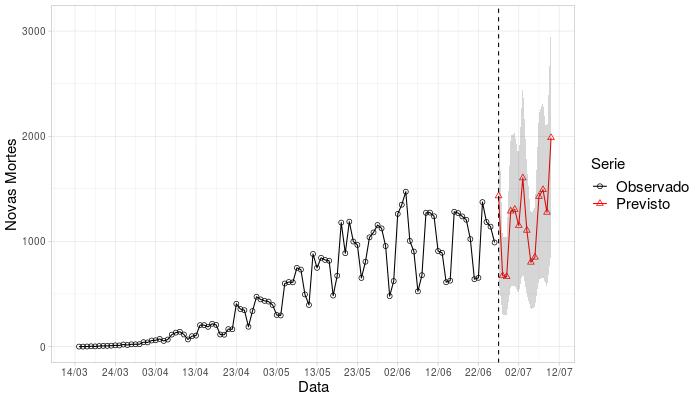 3000
2000
1000
0
Novas Mortes
14/03 24/03 03/04 13/04 23/04 03/05 13/05 23/05 02/06 12/06 22/06 02/07 12/07
Data
Serie
Observado
Previsto